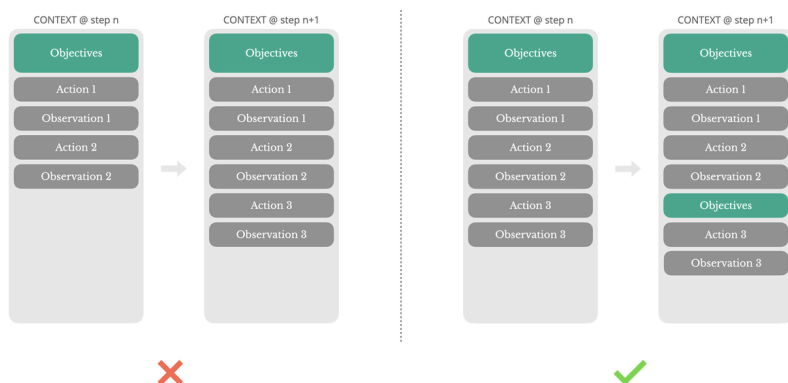 CONTEXT @ step n
Objectives
Action 1
Observation 1
Action 2
Observation 2
CONTEXT @ step n+1
Objectives
Action 1
Observation 1
Action 2
Observation 2
Action 3
Observation 3
CONTEXT @ step n
Objectives
Action 1
Observation 1
Action 2
Observation 2
Action 3
Observation 3
CONTEXT @ step n+1
Objectives
Action 1
Observation 1
Action 2
Observation 2
Objectives
Action 3
Observation 3